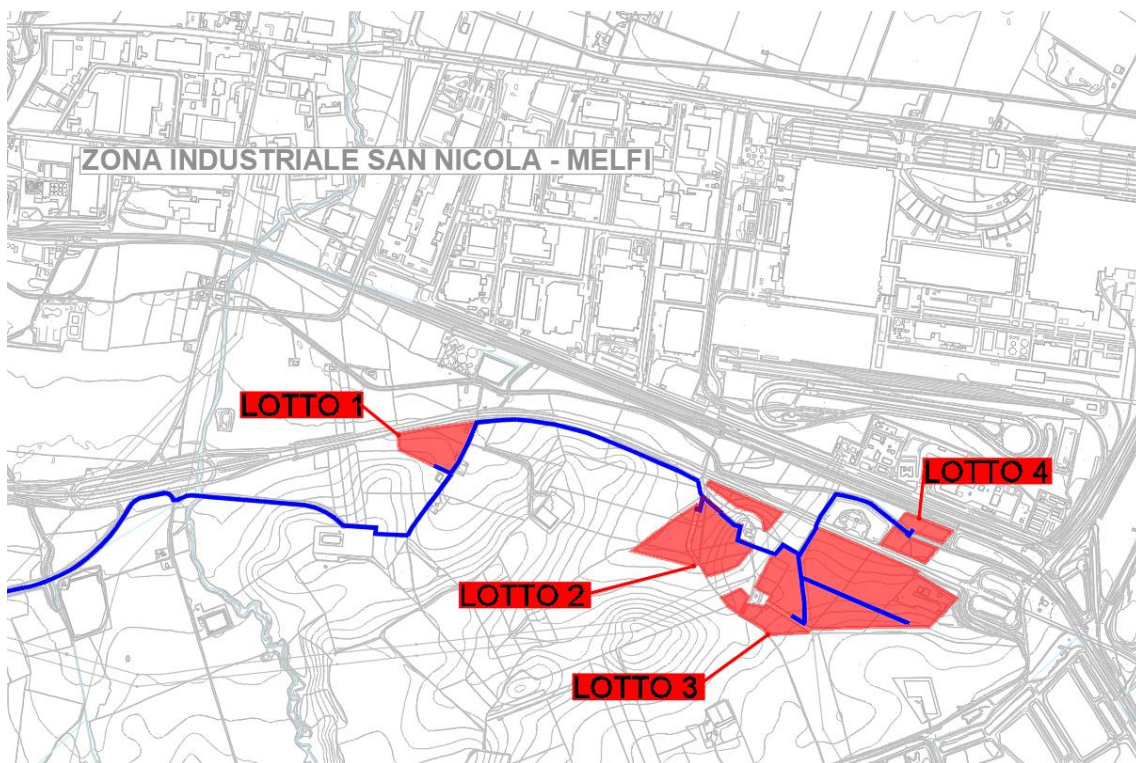 ZONA INDUSTRIALE SAN NICOLA - MELFI
LOTTO 1
LOTTO 4
LOTTO 2
LOTTO 3